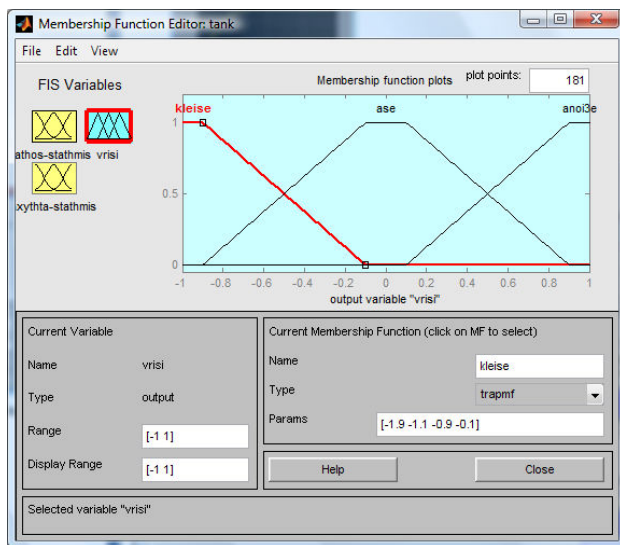 Membership Function Editor: tank
File Edit View
FIS Variables
athos-stathmis vrisi
xythta-stathmis
Membership function plots plot points: 181
kleise ase anoi3e
1
0.5
0
-1 -0.8 -0.6 -0.4 -0.2 0 0.2 0.4 0.6 0.8 1
output variable "vrisi"
Current Variable
Name vrisi
Type output
Range [-1 1]
Display Range [-1 1]
Current Membership Function (click on MF to select)
Name kleise
Type trapmf
Params [-1.9 -1.1 -0.9 -0.1]
Help Close
Selected variable "vrisi"